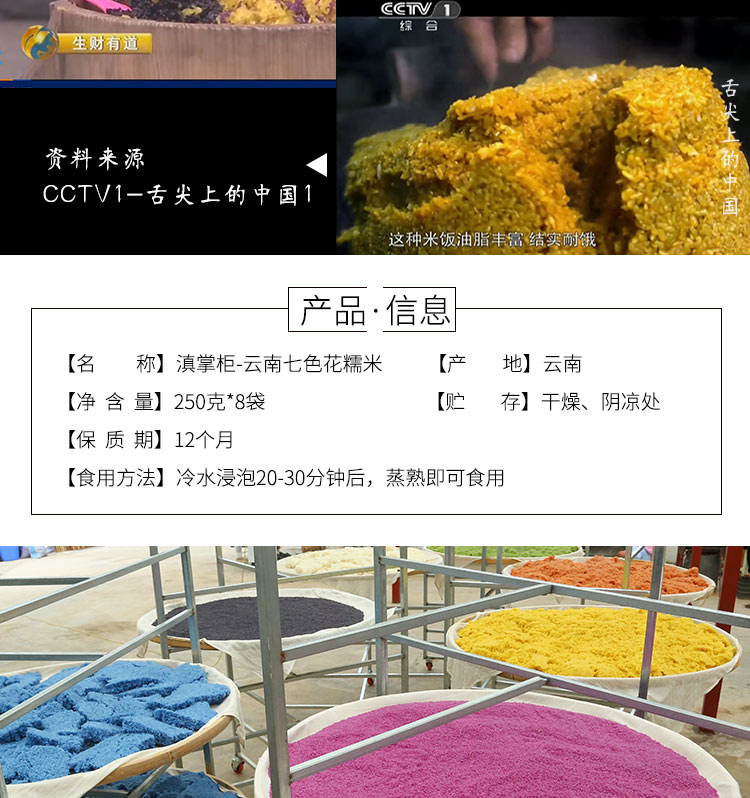 生财有道
CCTV 1
综合
舌尖上的中国
资料来源
CCTV1-舌尖上的中国1
这种米饭油脂丰富 结实耐饿
产品·信息
【名 称】滇掌柜-云南七色花糯米 【产 地】云南
【净 含 量】250克*8袋 【贮 存】干燥、阴凉处
【保 质 期】12个月
【食用方法】冷水浸泡20-30分钟后，蒸熟即可食用